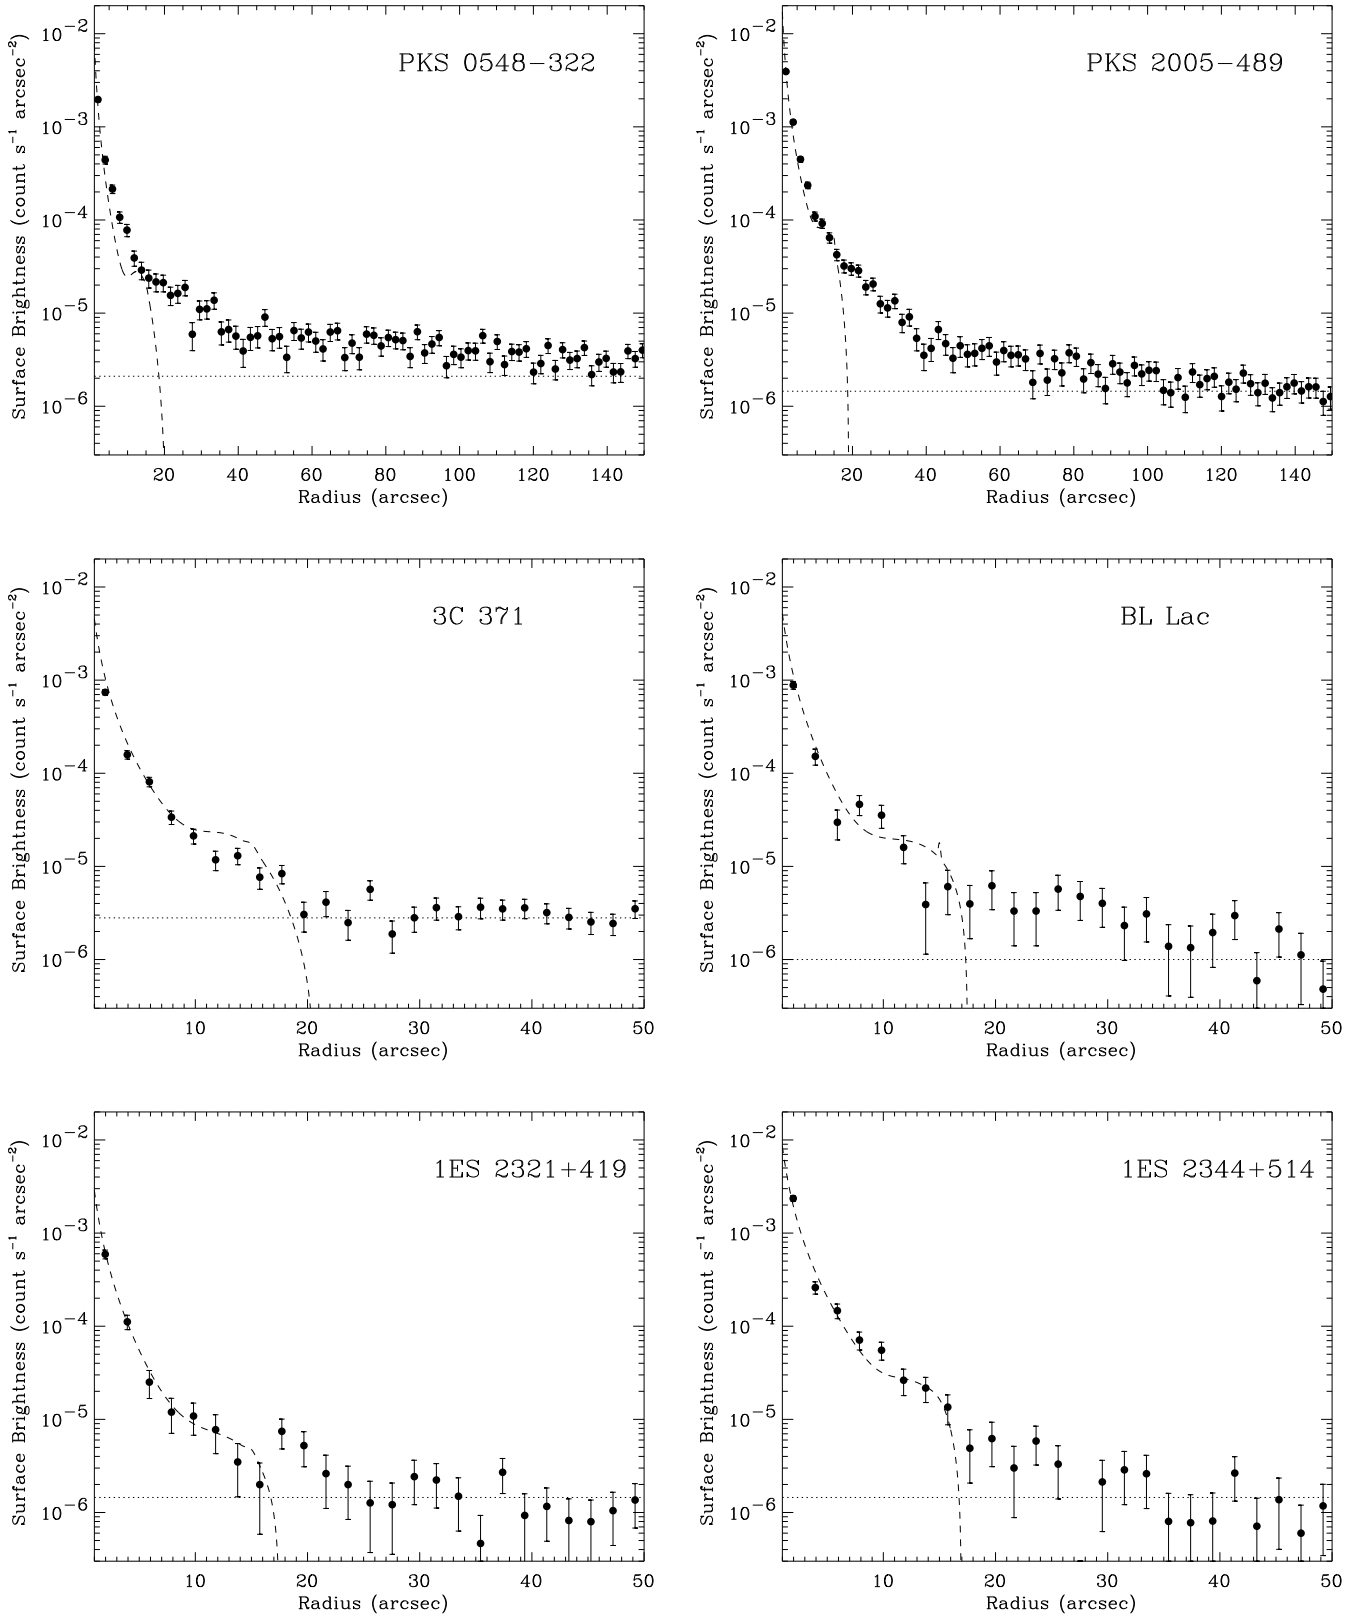 PKS 0548−322
Surface Brightness (count s⁻¹ arcsec⁻²)
10⁻²
10⁻³
10⁻⁴
10⁻⁵
10⁻⁶
20 40 60 80 100 120 140
Radius (arcsec)
PKS 2005−489
Surface Brightness (count s⁻¹ arcsec⁻²)
10⁻²
10⁻³
10⁻⁴
10⁻⁵
10⁻⁶
20 40 60 80 100 120 140
Radius (arcsec)
3C 371
Surface Brightness (count s⁻¹ arcsec⁻²)
10⁻²
10⁻³
10⁻⁴
10⁻⁵
10⁻⁶
10 20 30 40 50
Radius (arcsec)
BL Lac
Surface Brightness (count s⁻¹ arcsec⁻²)
10⁻²
10⁻³
10⁻⁴
10⁻⁵
10⁻⁶
10 20 30 40 50
Radius (arcsec)
1ES 2321+419
Surface Brightness (count s⁻¹ arcsec⁻²)
10⁻²
10⁻³
10⁻⁴
10⁻⁵
10⁻⁶
10 20 30 40 50
Radius (arcsec)
1ES 2344+514
Surface Brightness (count s⁻¹ arcsec⁻²)
10⁻²
10⁻³
10⁻⁴
10⁻⁵
10⁻⁶
10 20 30 40 50
Radius (arcsec)